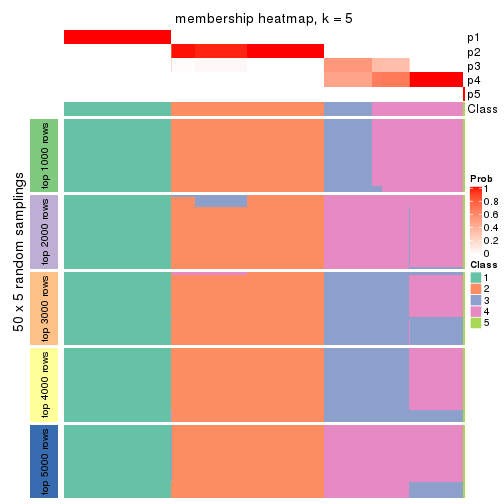 membership heatmap, k = 5
p1
p2
p3
p4
p5
Class
50 x 5 random samplings
top 1000 rows
top 2000 rows
top 3000 rows
top 4000 rows
top 5000 rows
Prob
1
0.8
0.6
0.4
0.2
0
Class
1
2
3
4
5